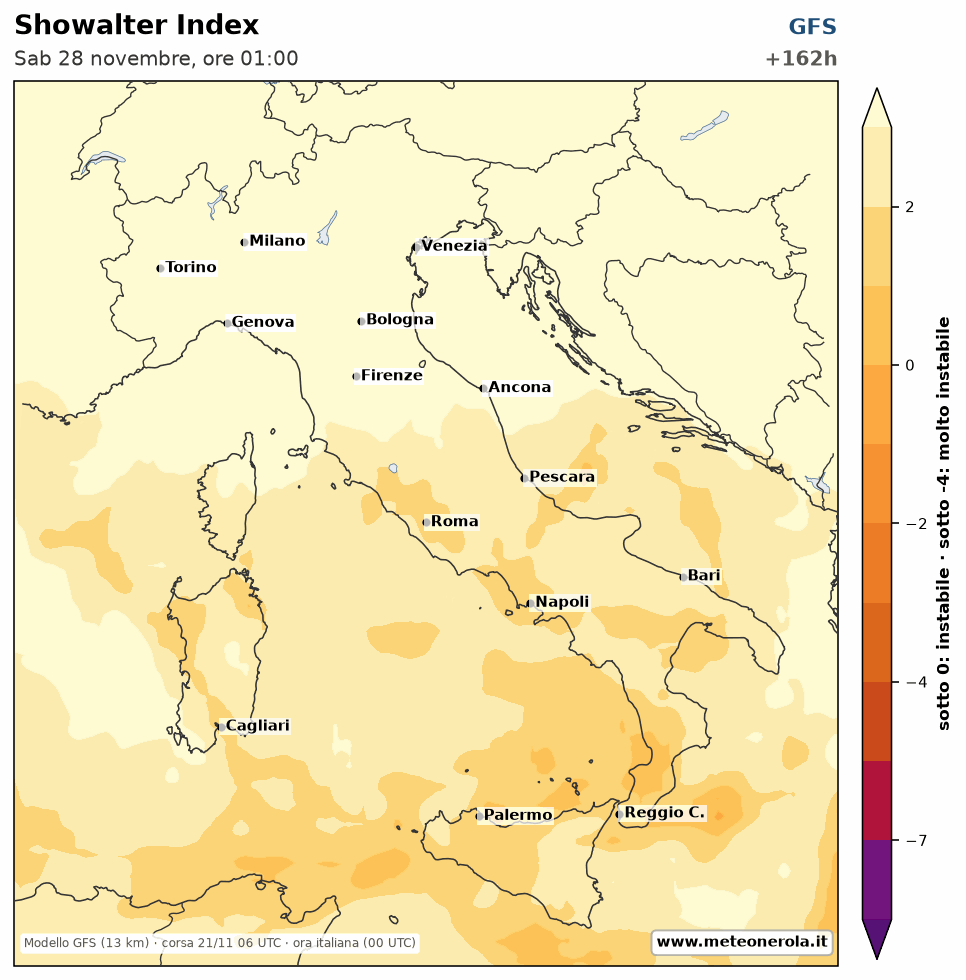 Showalter Index
GFS
Sab 28 novembre, ore 01:00
+162h
Milano
Venezia
Torino
Genova
Bologna
Firenze
Ancona
Pescara
Roma
Bari
Napoli
Cagliari
Palermo
Reggio C.
2
0
−2
−4
−7
sotto 0: instabile · sotto -4: molto instabile
Modello GFS (13 km) · corsa 21/11 06 UTC · ora italiana (00 UTC)
www.meteonerola.it